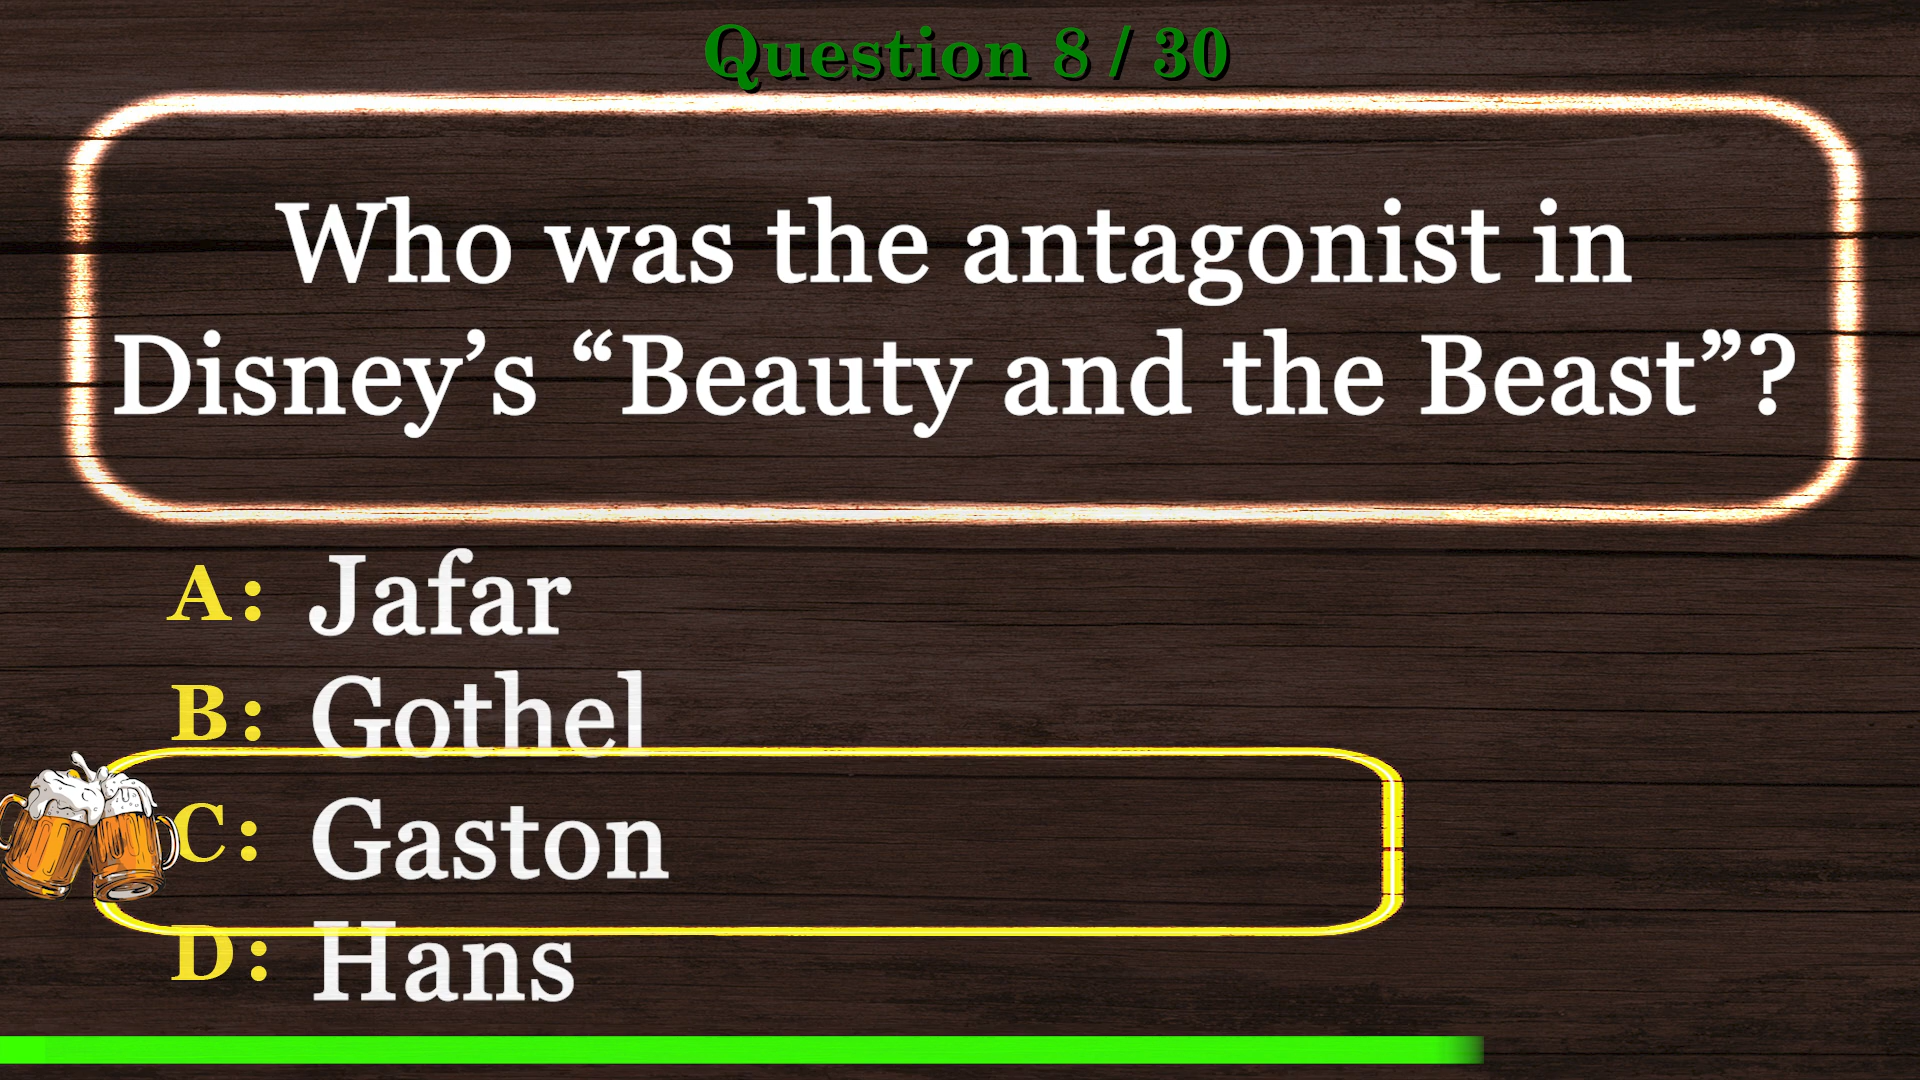 Question 8 / 30
Who was the antagonist in
Disney’s “Beauty and the Beast”?
A: Jafar
B: Gothel
C: Gaston
D: Hans